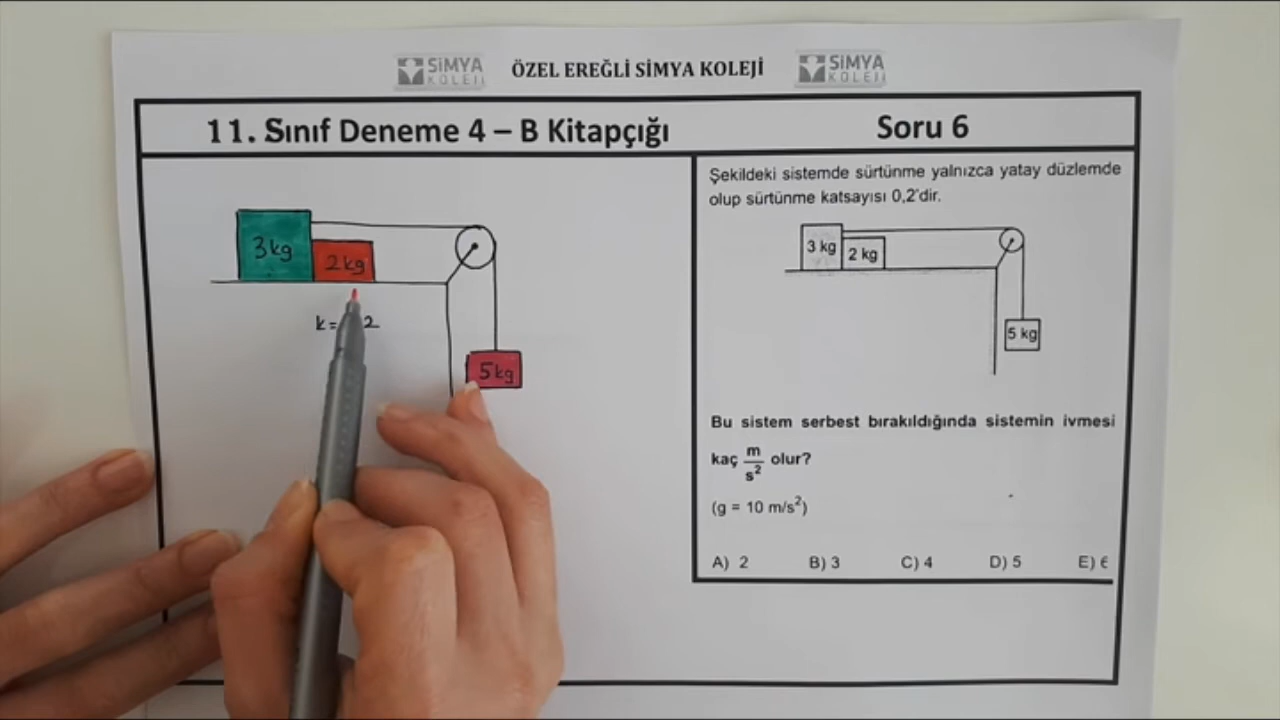 SİMYA
KOLEJİ
ÖZEL EREĞLİ SİMYA KOLEJİ
SİMYA
KOLEJİ
11. Sınıf Deneme 4 – B Kitapçığı
Soru 6
3kg
2kg
k=
2
5kg
Şekildeki sistemde sürtünme yalnızca yatay düzlemde
olup sürtünme katsayısı 0,2'dir.
3 kg
2 kg
5 kg
Bu sistem serbest bırakıldığında sistemin ivmesi
kaç m/s² olur?
(g = 10 m/s²)
A) 2 B) 3 C) 4 D) 5 E)